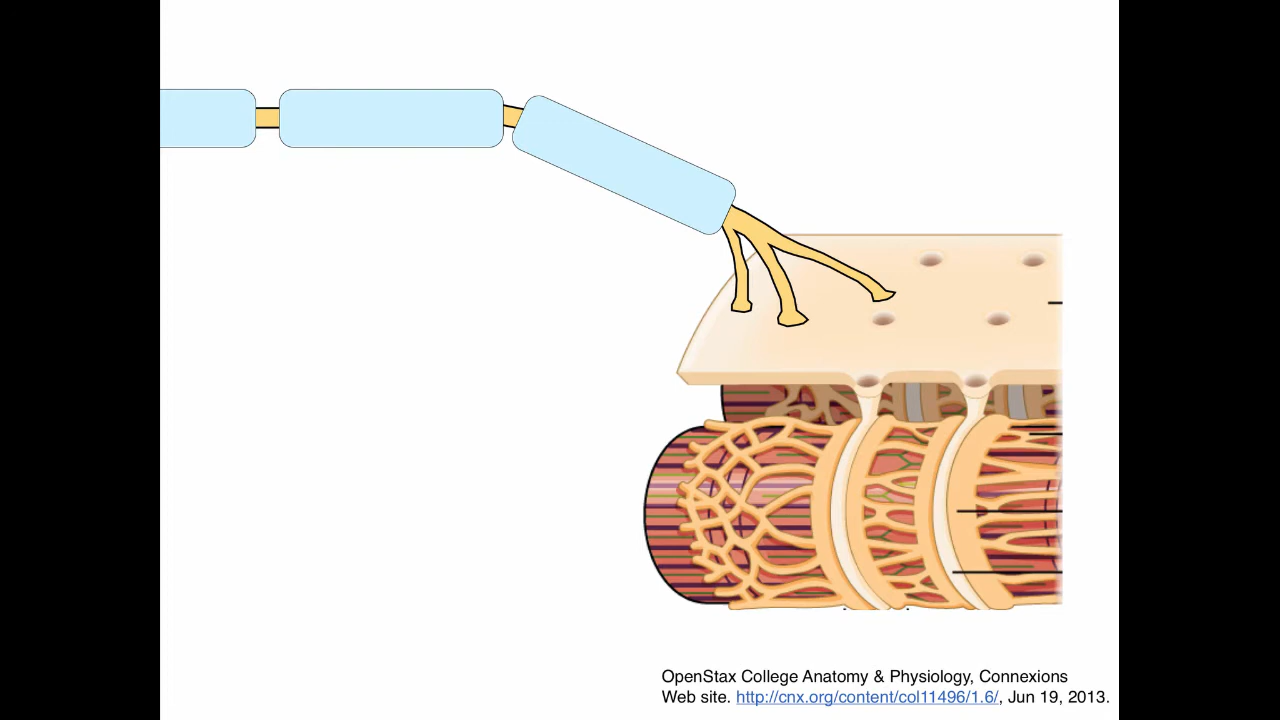 OpenStax College Anatomy & Physiology, Connexions
Web site. http://cnx.org/content/col11496/1.6/, Jun 19, 2013.